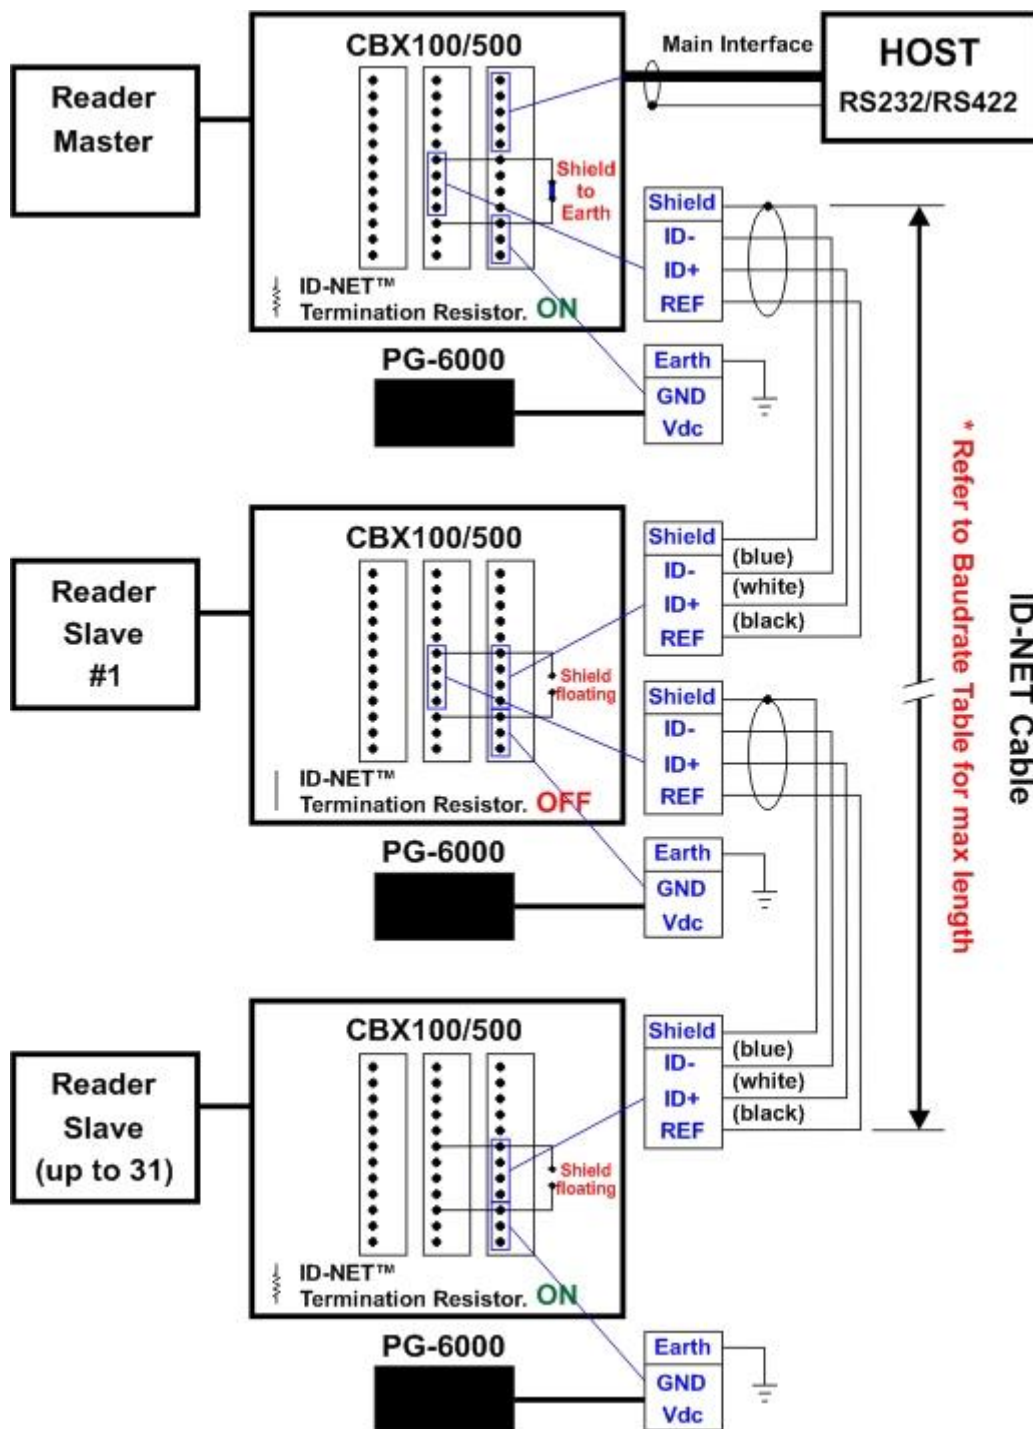 CBX100/500
Main Interface
HOST
RS232/RS422
Reader
Master
Shield
to
Earth
Shield
ID-
ID+
REF
ID-NET™
Termination Resistor. ON
PG-6000
Earth
GND
Vdc
CBX100/500
Reader
Slave
#1
Shield
floating
Shield
ID- (blue)
ID+ (white)
REF (black)
Shield
ID-
ID+
REF
ID-NET™
Termination Resistor. OFF
PG-6000
Earth
GND
Vdc
CBX100/500
Reader
Slave
(up to 31)
Shield
floating
Shield
ID- (blue)
ID+ (white)
REF (black)
ID-NET™
Termination Resistor. ON
PG-6000
Earth
GND
Vdc
* Refer to Baudrate Table for max length
ID-NET Cable